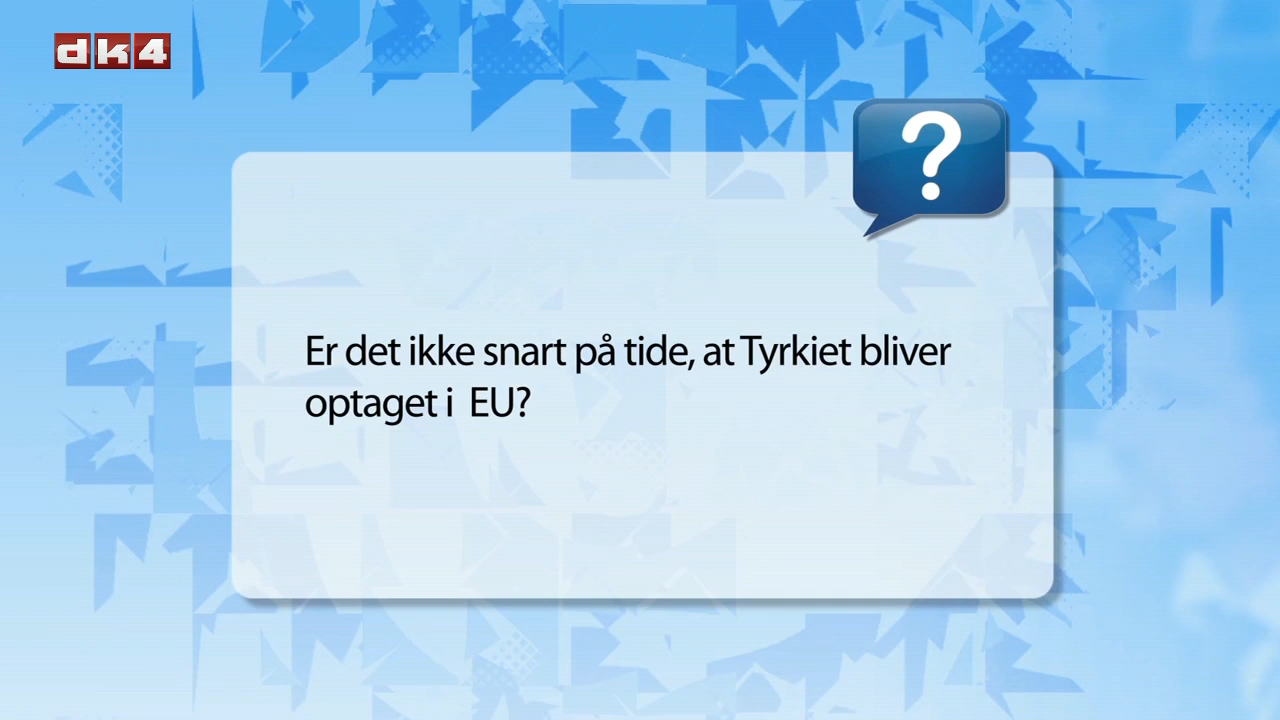 dk4
?
Er det ikke snart på tide, at Tyrkiet bliver
optaget i  EU?